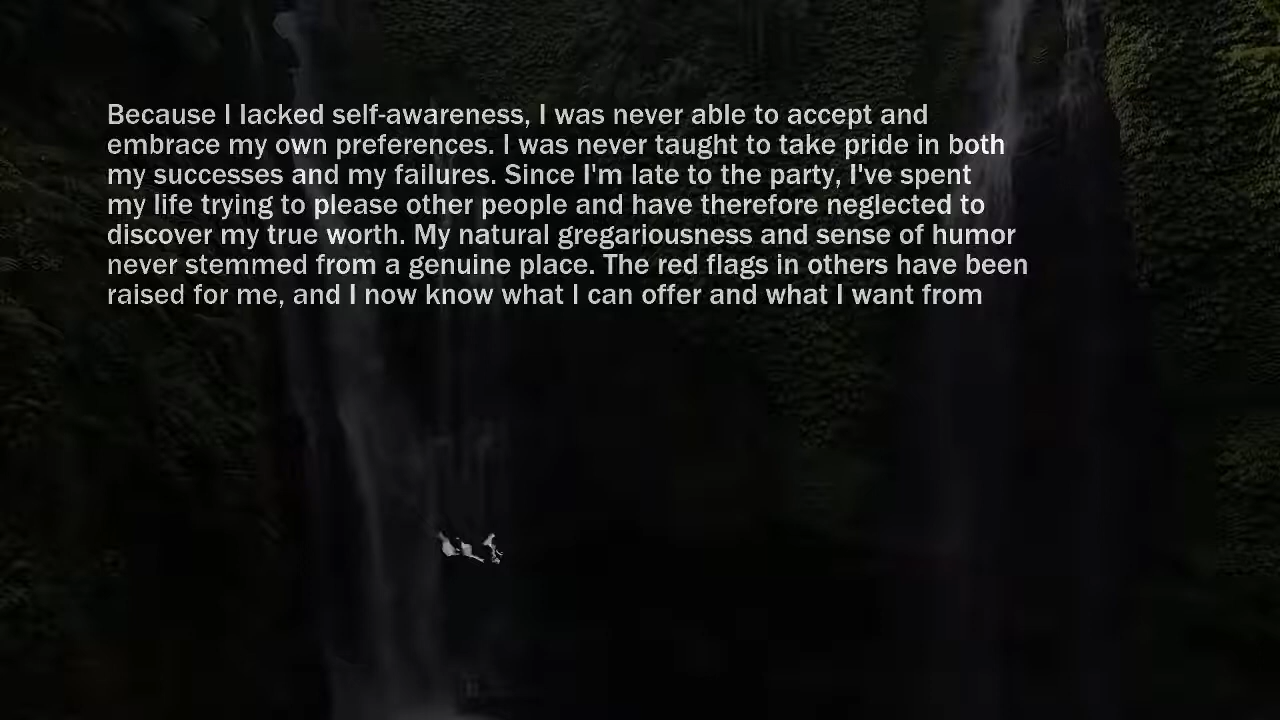 Because I lacked self-awareness, I was never able to accept and
embrace my own preferences. I was never taught to take pride in both
my successes and my failures. Since I'm late to the party, I've spent
my life trying to please other people and have therefore neglected to
discover my true worth. My natural gregariousness and sense of humor
never stemmed from a genuine place. The red flags in others have been
raised for me, and I now know what I can offer and what I want from